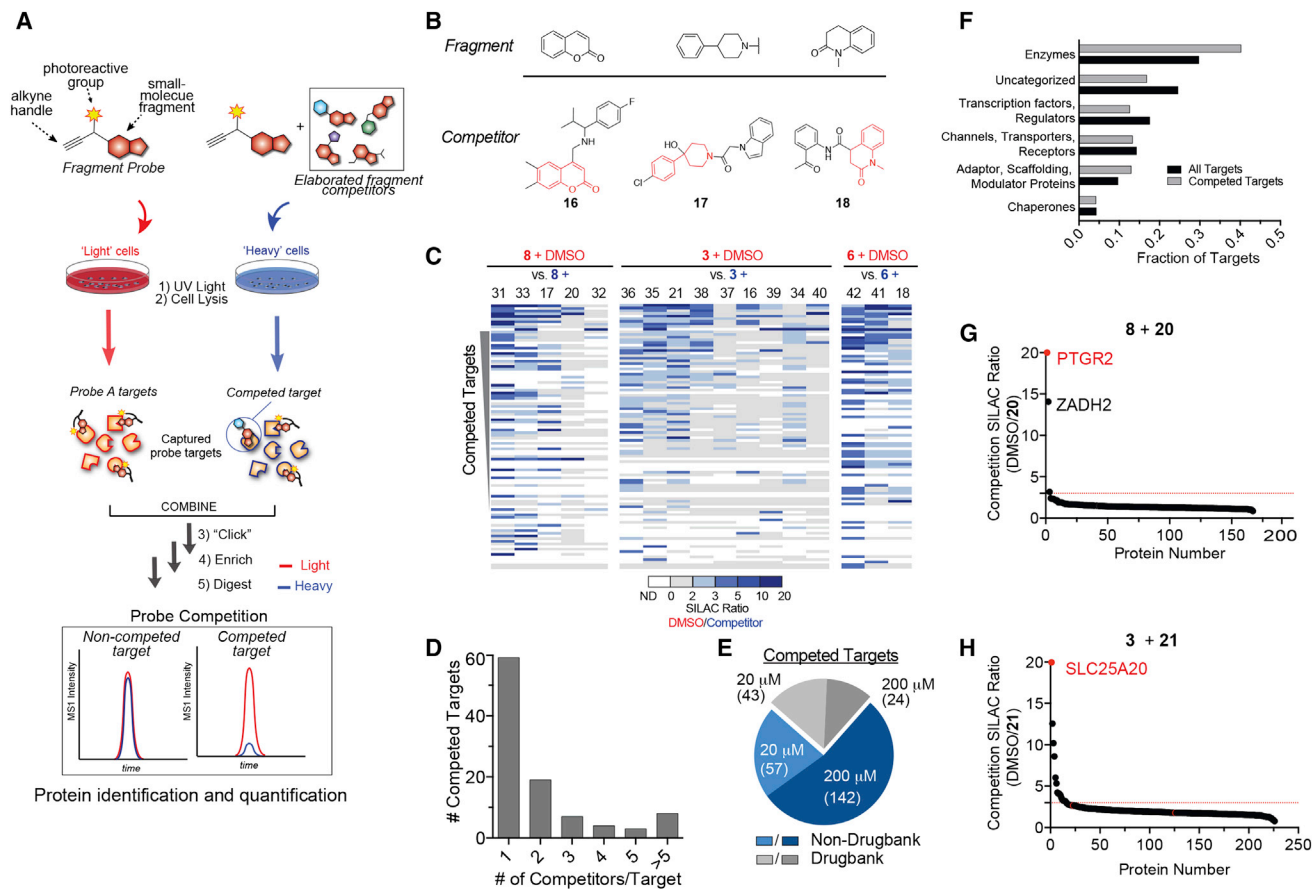 A
photoreactive
group
small-
molecue
fragment
alkyne
handle
Fragment Probe
+
Elaborated fragment
competitors
'Light' cells
'Heavy' cells
1) UV Light
2) Cell Lysis
Probe A targets
Competed target
Captured
probe targets
COMBINE
3) "Click"
4) Enrich
5) Digest
Light
Heavy
Probe Competition
Non-competed
target
Competed
target
MS1 Intensity
time
MS1 Intensity
time
Protein identification and quantification
B
Fragment
O O
N
O N
Competitor
F
NH
O O
HO
Cl
N
O
N
O
N
H
O
N
O
16 17 18
C
8 + DMSO
vs. 8 +
31 33 17 20 32
3 + DMSO
vs. 3 +
36 35 21 38 37 16 39 34 40
6 + DMSO
vs. 6 +
42 41 18
Competed Targets
ND 0 2 3 5 10 20
SILAC Ratio
DMSO/Competitor
D
# Competed Targets
60
40
20
0
1 2 3 4 5 >5
# of Competitors/Target
E
Competed Targets
20 µM
(43)
200 µM
(24)
20 µM
(57)
200 µM
(142)
/ Non-Drugbank
/ Drugbank
F
Enzymes
Uncategorized
Transcription factors,
Regulators
Channels, Transporters,
Receptors
Adaptor, Scaffolding,
Modulator Proteins
Chaperones
All Targets
Competed Targets
0.0 0.1 0.2 0.3 0.4 0.5
Fraction of Targets
G
8 + 20
Competition SILAC Ratio
(DMSO/20)
20
15
10
5
0
PTGR2
ZADH2
0 50 100 150 200
Protein Number
H
3 + 21
Competition SILAC Ratio
(DMSO/21)
20
15
10
5
0
SLC25A20
0 50 100 150 200 250
Protein Number